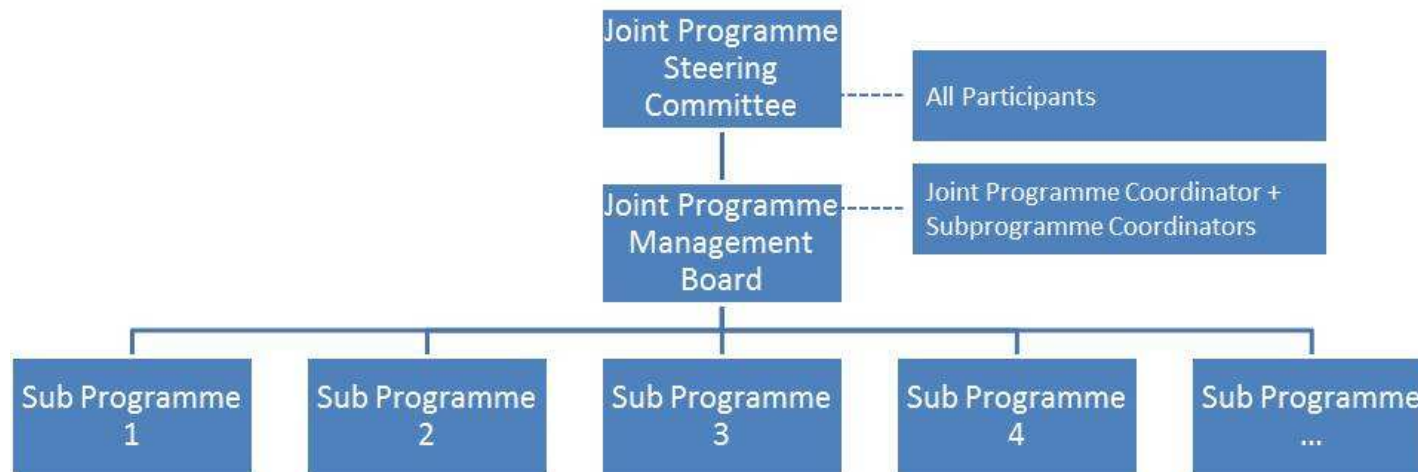 Joint Programme
Steering
Committee
All Participants
Joint Programme
Management
Board
Joint Programme Coordinator +
Subprogramme Coordinators
Sub Programme
1
Sub Programme
2
Sub Programme
3
Sub Programme
4
Sub Programme
...